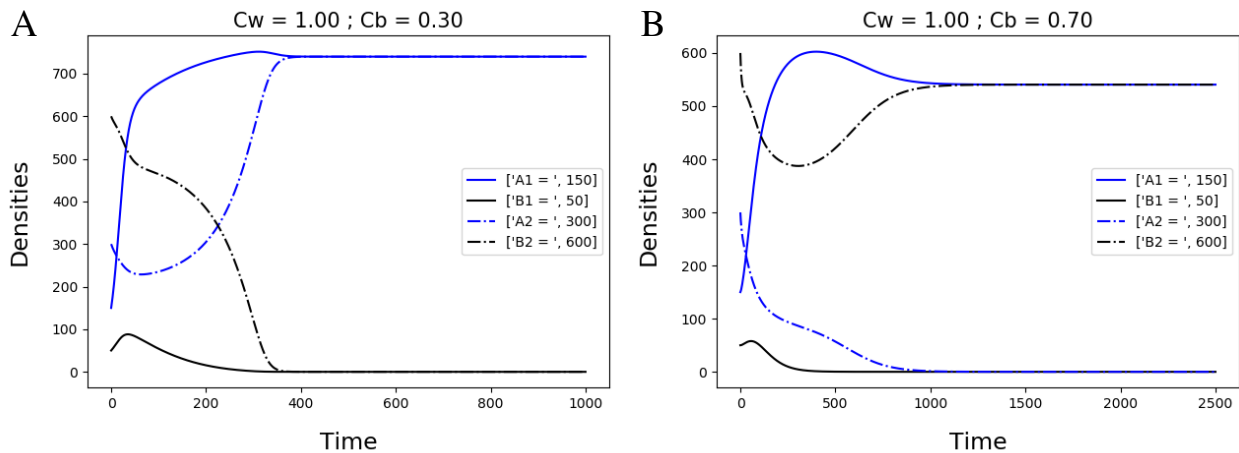 A
Cw = 1.00 ; Cb = 0.30
Densities
700
600
500
400
300
200
100
0
['A1 = ', 150]
['B1 = ', 50]
['A2 = ', 300]
['B2 = ', 600]
0 200 400 600 800 1000
Time
B
Cw = 1.00 ; Cb = 0.70
Densities
600
500
400
300
200
100
0
['A1 = ', 150]
['B1 = ', 50]
['A2 = ', 300]
['B2 = ', 600]
0 500 1000 1500 2000 2500
Time